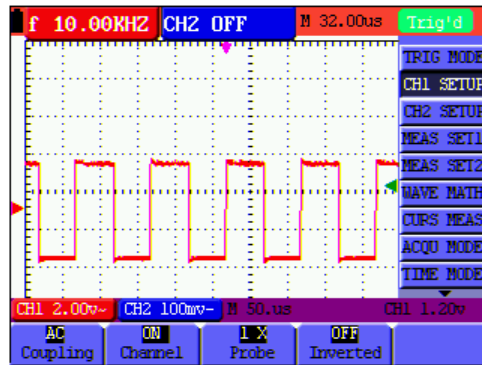 f 10.00KHZ CH2 OFF M 32.00us Trig'd
TRIG MODE
CH1 SETUP
CH2 SETUP
MEAS SET1
MEAS SET2
WAVE MATH
CURS MEAS
ACQU MODE
TIME MODE
CH1 2.00v~ CH2 100mv- M 50.us CH1 1.20v
AC ON 1 X OFF
Coupling Channel Probe Inverted